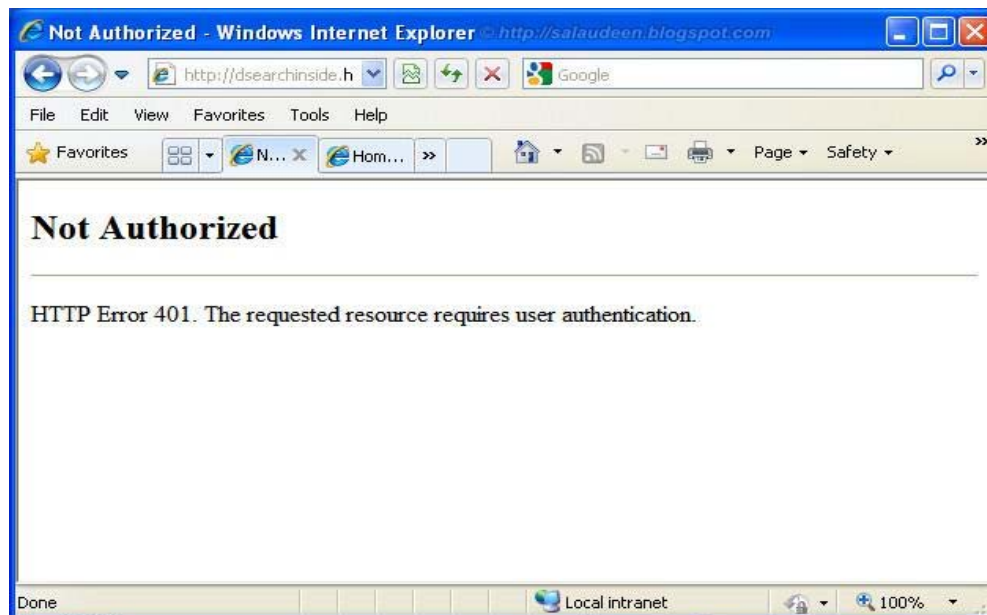 Not Authorized - Windows Internet Explorer © http://salaudeen.blogspot.com
http://dsearchinside.h Google
File Edit View Favorites Tools Help
Favorites N... Hom... » Page Safety »
Not Authorized
HTTP Error 401. The requested resource requires user authentication.
Done Local intranet 100%